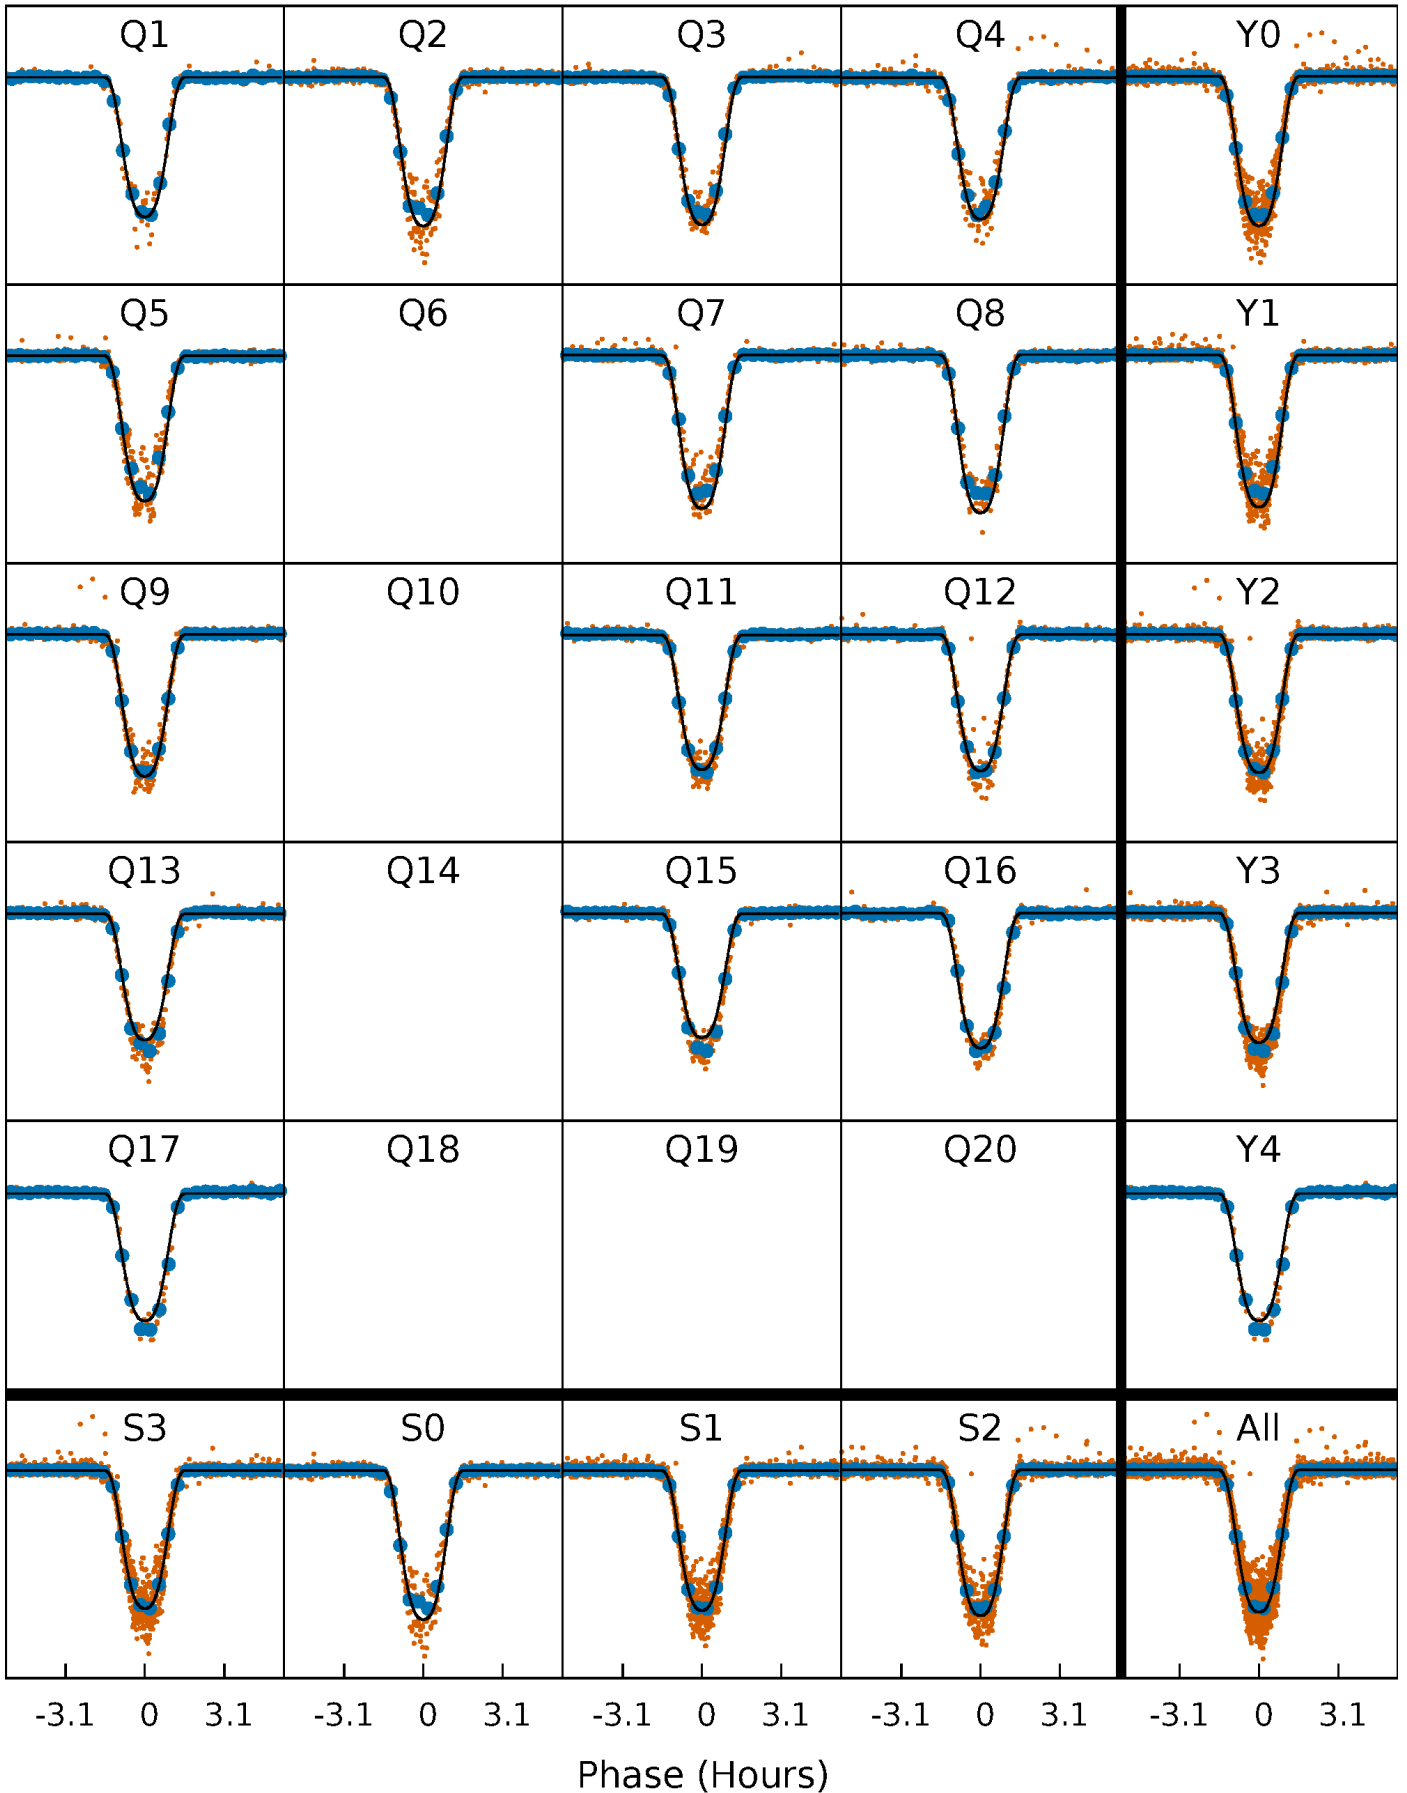 Q1 Q2 Q3 Q4 Y0
Q5 Q6 Q7 Q8 Y1
Q9 Q10 Q11 Q12 Y2
Q13 Q14 Q15 Q16 Y3
Q17 Q18 Q19 Q20 Y4
S3 S0 S1 S2 All
-3.1 0 3.1 -3.1 0 3.1 -3.1 0 3.1 -3.1 0 3.1 -3.1 0 3.1
Phase (Hours)